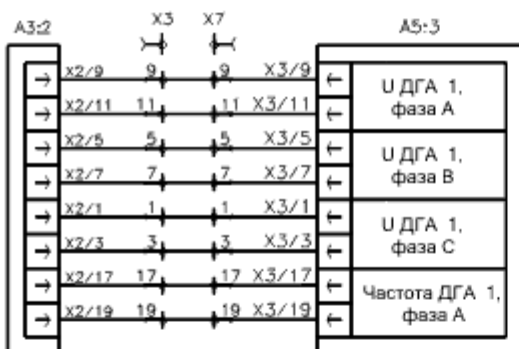 A3:2 X3 X7 A5:3
X2/9 9 9 X3/9
X2/11 11 11 X3/11
U ДГА 1,
фаза А
X2/5 5 5 X3/5
X2/7 7 7 X3/7
U ДГА 1,
фаза В
X2/1 1 1 X3/1
X2/3 3 3 X3/3
U ДГА 1,
фаза С
X2/17 17 17 X3/17
X2/19 19 19 X3/19
Частота ДГА 1,
фаза А